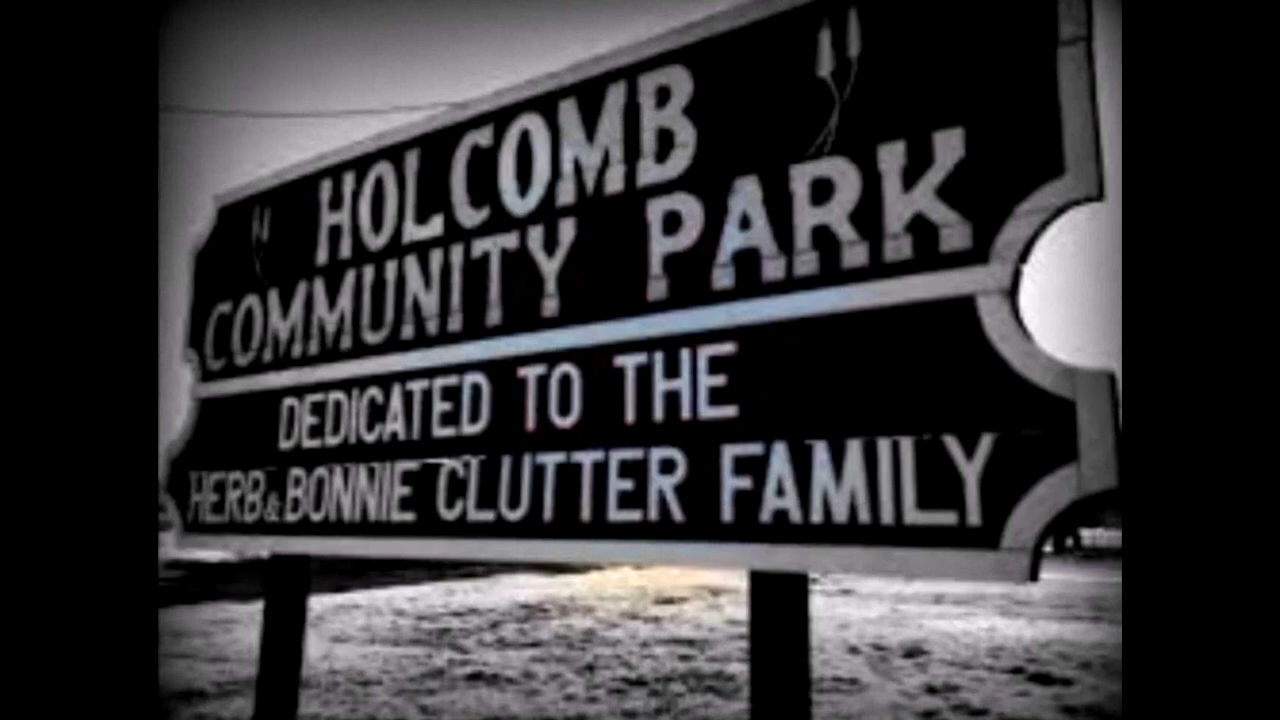 HOLCOMB
COMMUNITY PARK
DEDICATED TO THE
HERB & BONNIE CLUTTER FAMILY